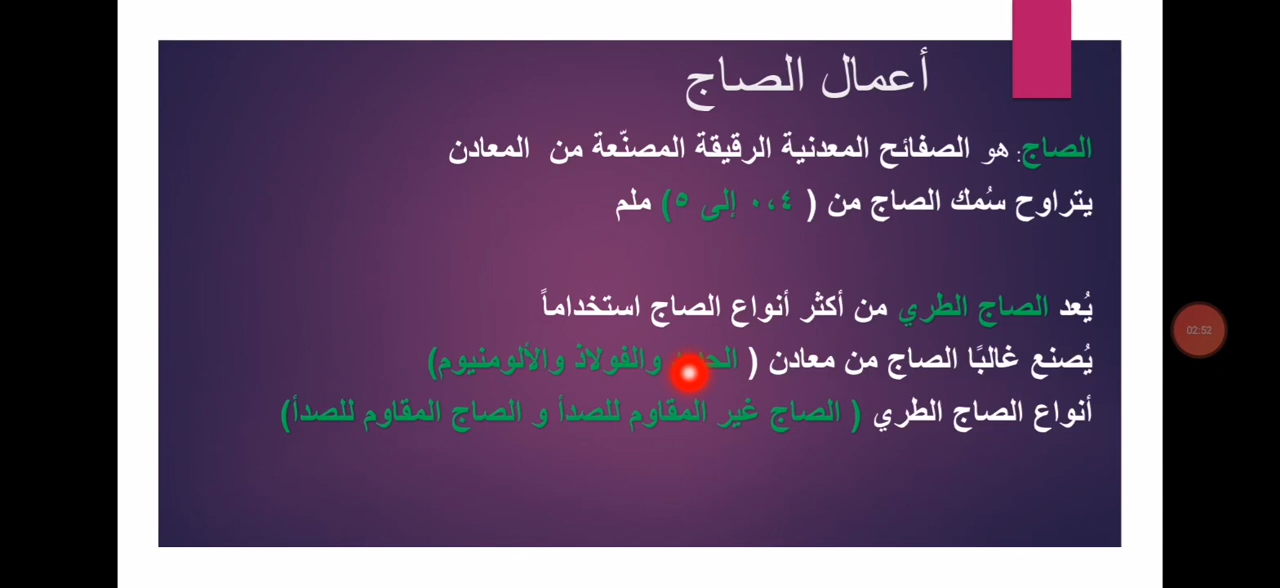 أعمال الصاج
الصاج: هو الصفائح المعدنية الرقيقة المصنّعة من المعادن
يتراوح سُمك الصاج من ( ٠،٤ إلى ٥) ملم
يُعد الصاج الطري من أكثر أنواع الصاج استخداماً
يُصنع غالبًا الصاج من معادن ( والفولاذ والألومنيوم)
أنواع الصاج الطري ( الصاج غير المقاوم للصدأ و الصاج المقاوم للصدأ)
02:52